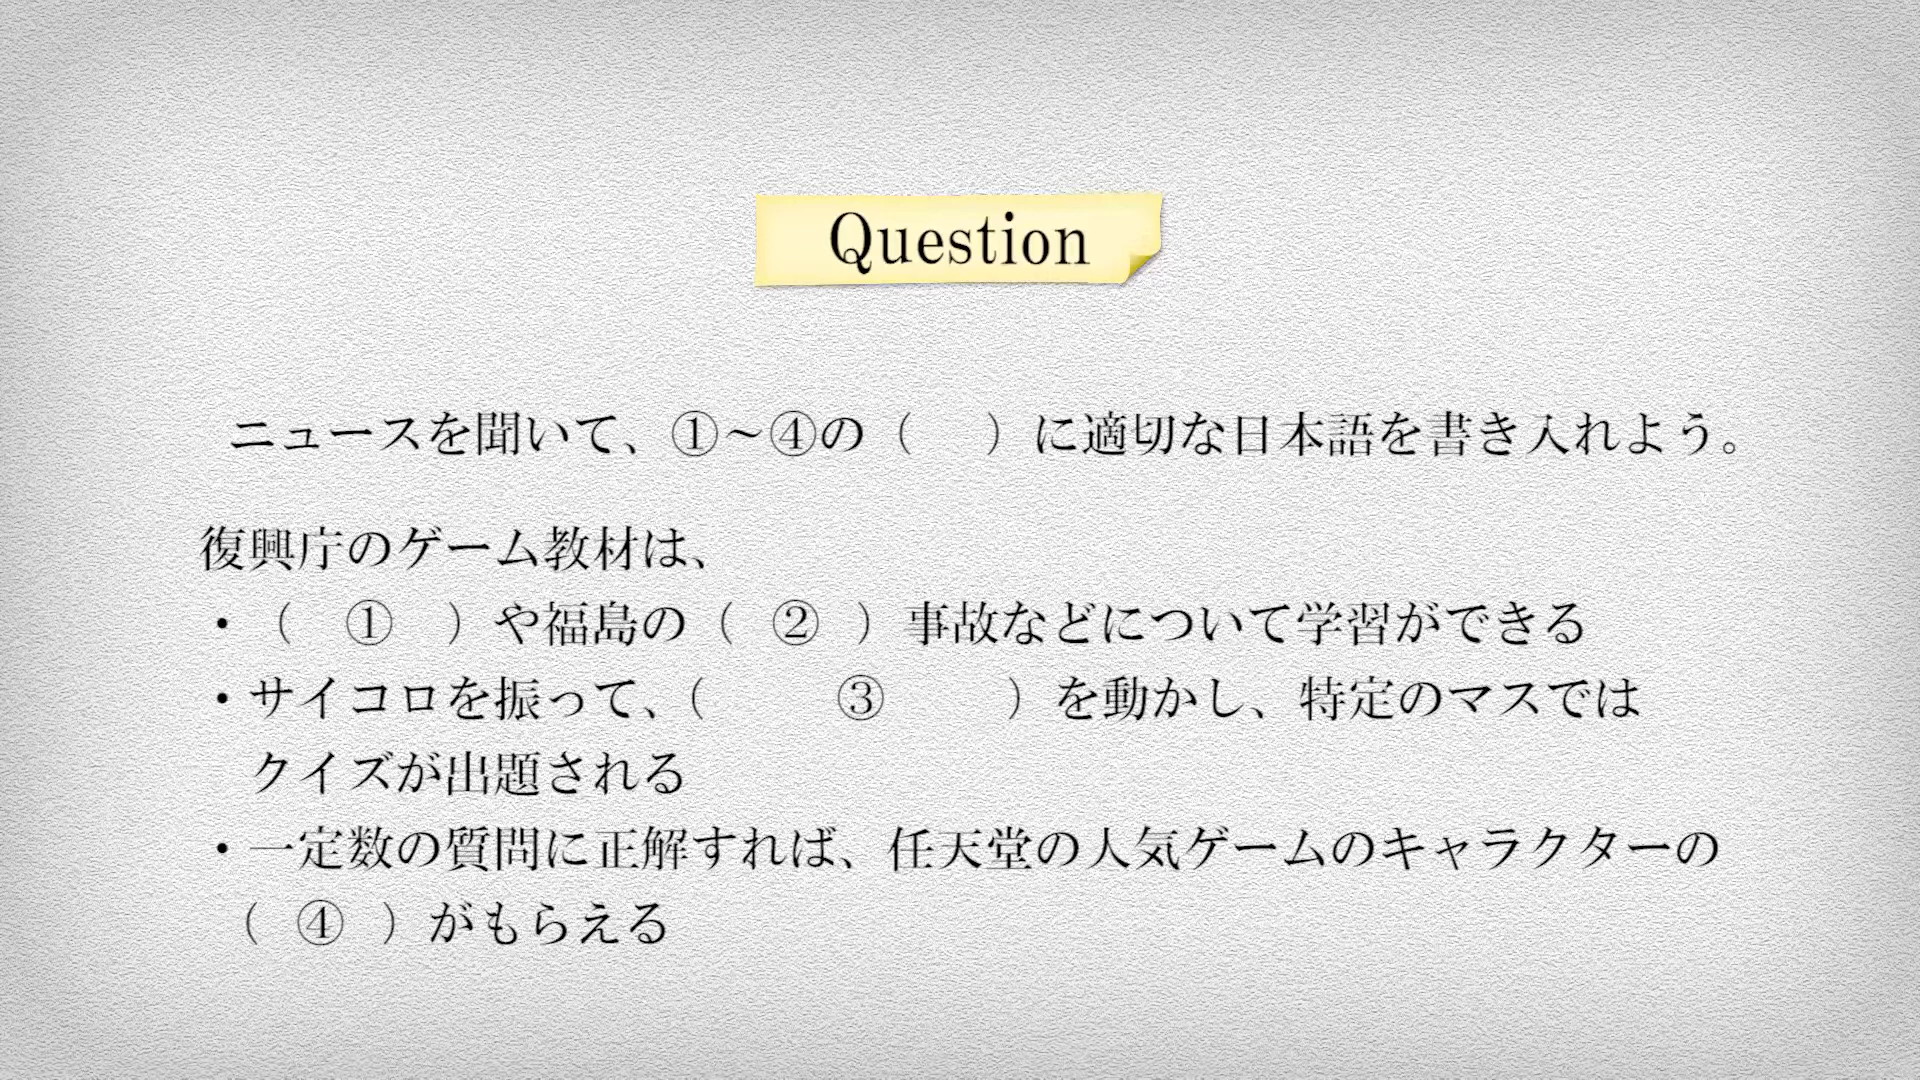 Question
ニュースを聞いて、①～④の（　）に適切な日本語を書き入れよう。
復興庁のゲーム教材は、
・（　①　）や福島の（　②　）事故などについて学習ができる
・サイコロを振って、（　③　）を動かし、特定のマスでは
クイズが出題される
・一定数の質問に正解すれば、任天堂の人気ゲームのキャラクターの
（　④　）がもらえる